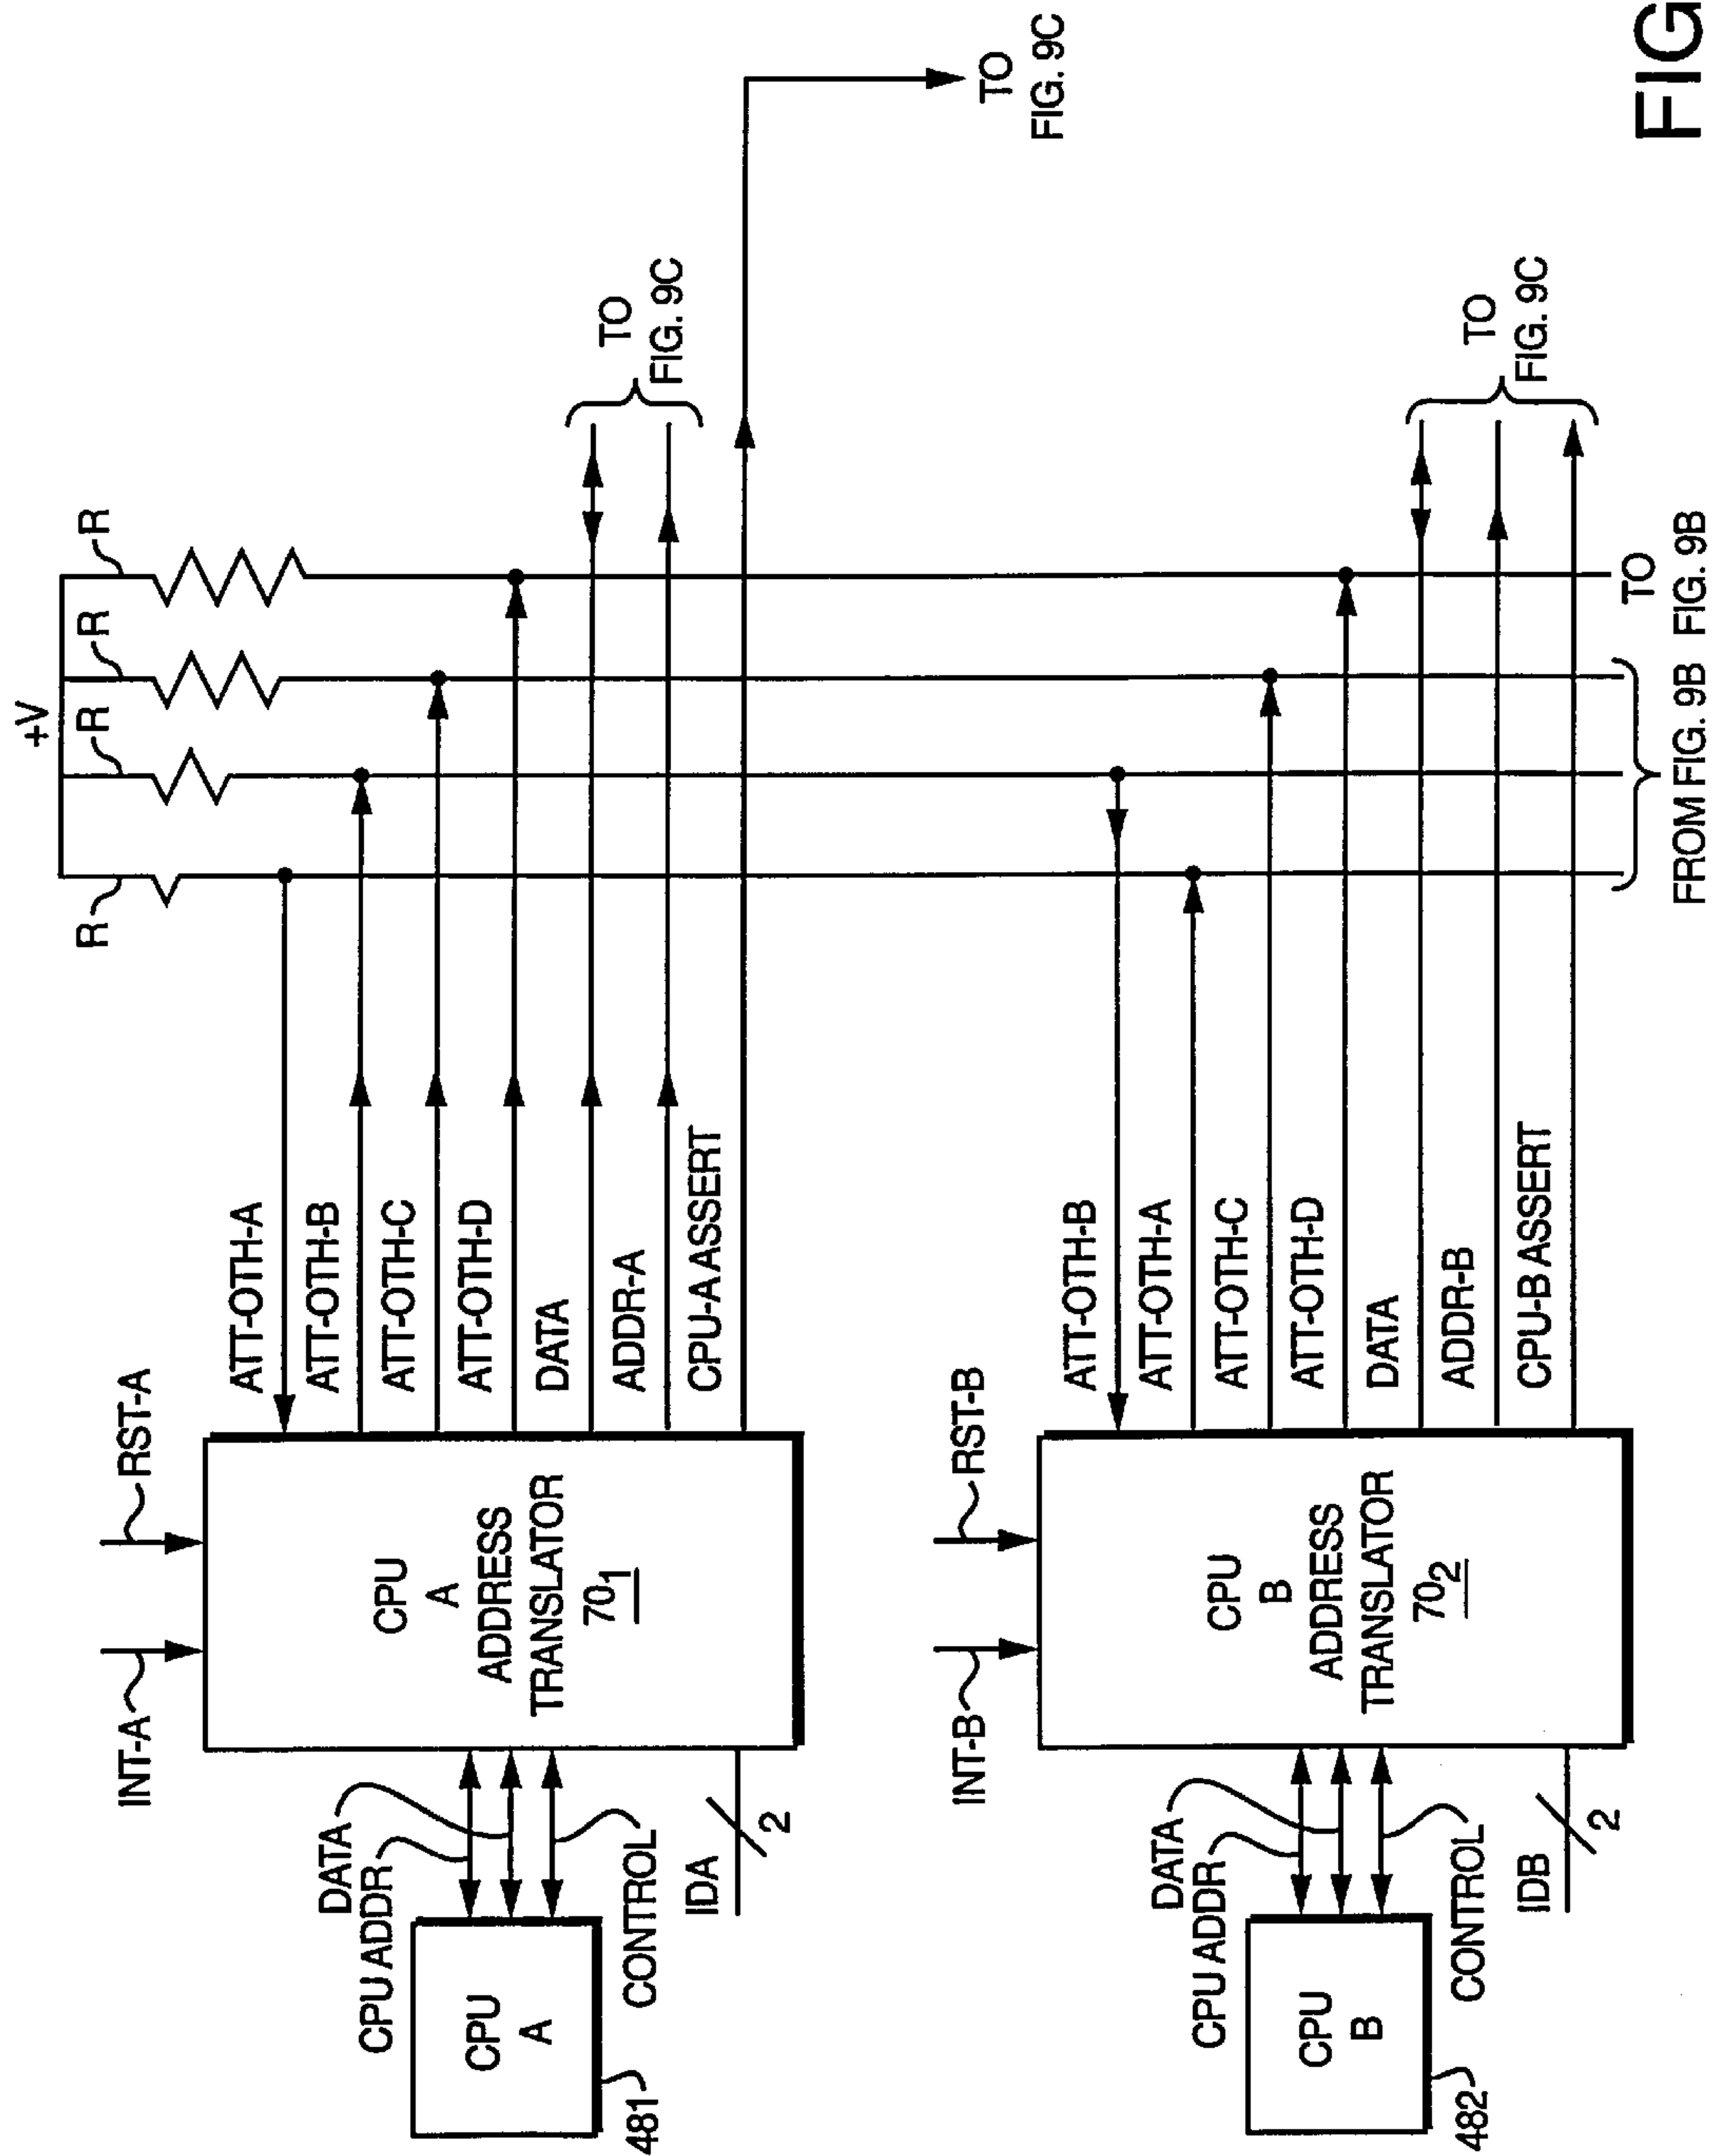 +V
R
R
R
R
INT-A
RST-A
DATA
CPU ADDR
CPU
A
481
CONTROL
IDA
2
CPU
A
ADDRESS
TRANSLATOR
70₁
ATT-OTH-A
ATT-OTH-B
ATT-OTH-C
ATT-OTH-D
DATA
ADDR-A
CPU-A ASSERT
TO
FIG. 9C
TO
FIG. 9C
INT-B
RST-B
DATA
CPU ADDR
CPU
B
482
CONTROL
IDB
2
CPU
B
ADDRESS
TRANSLATOR
70₂
ATT-OTH-B
ATT-OTH-A
ATT-OTH-C
ATT-OTH-D
DATA
ADDR-B
CPU-B ASSERT
TO
FIG. 9C
FROM FIG. 9B
TO
FIG. 9B
FIG